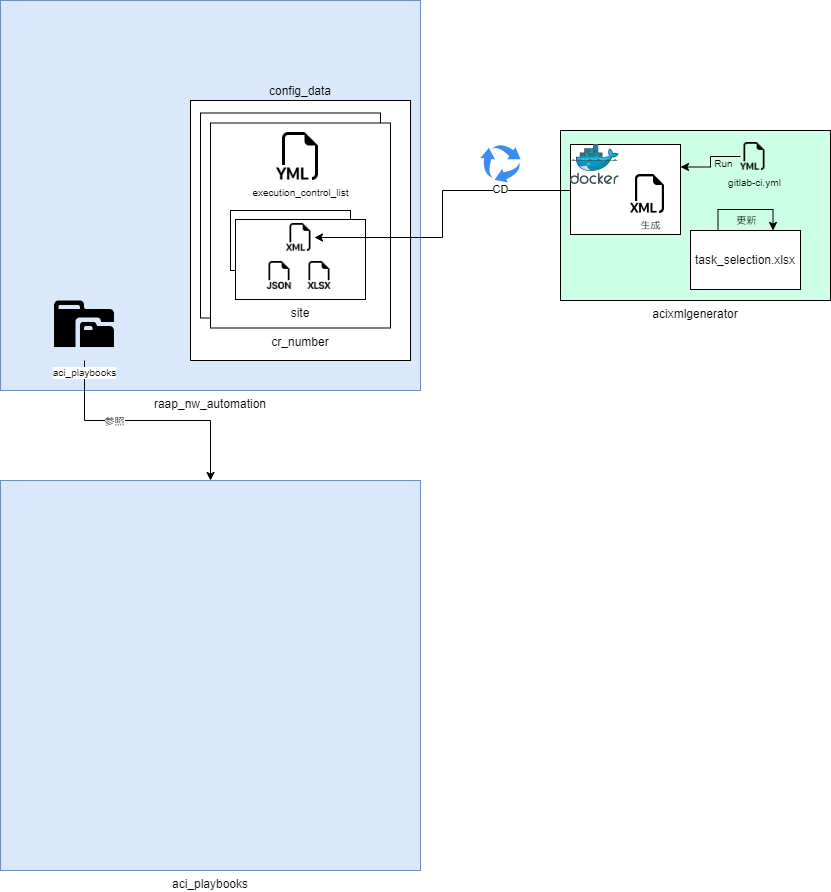 config_data
YML
execution_control_list
XML
JSON
XLSX
site
cr_number
aci_playbooks
raap_nw_automation
参照
CD
docker
XML
生成
Run
YML
gitlab-ci.yml
更新
task_selection.xlsx
acixmlgenerator
aci_playbooks